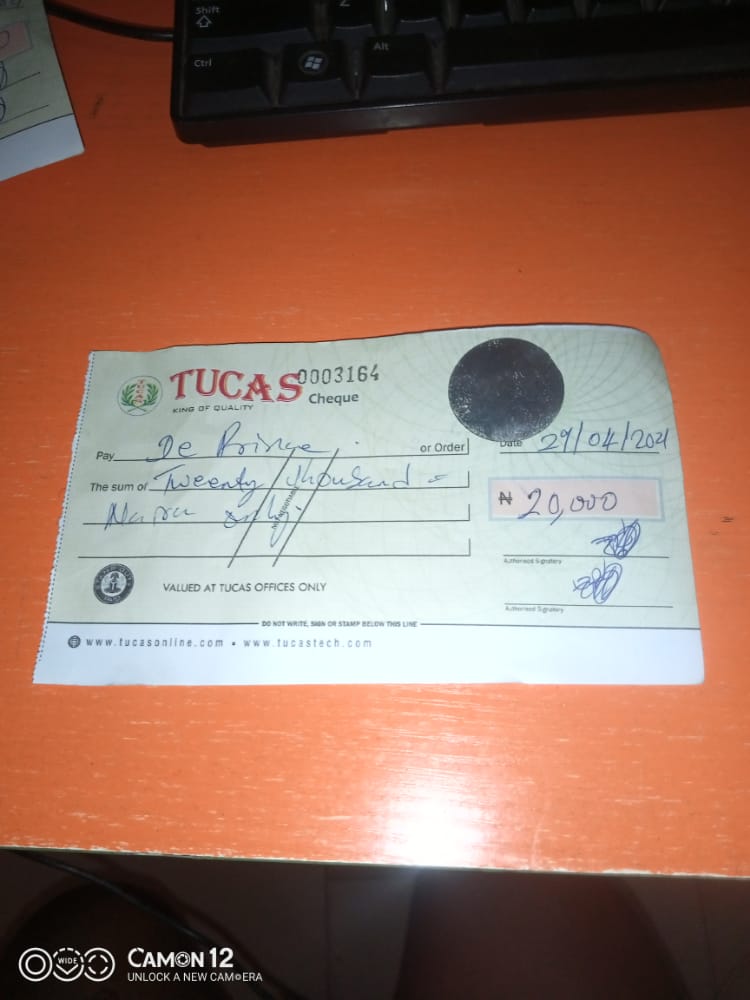 Shift
Ctrl
Alt
TUCAS
0003164
KING OF QUALITY
Cheque
Pay De Prince or Order
Date 29/04/2021
The sum of Twenty thousand
Naira only.
₦ 20,000
Authorised Signatory
Authorised Signatory
VALUED AT TUCAS OFFICES ONLY
DO NOT WRITE, SIGN OR STAMP BELOW THIS LINE
www.tucasonline.com • www.tucastech.com
WIDE
CAMON 12
UNLOCK A NEW CAMERA